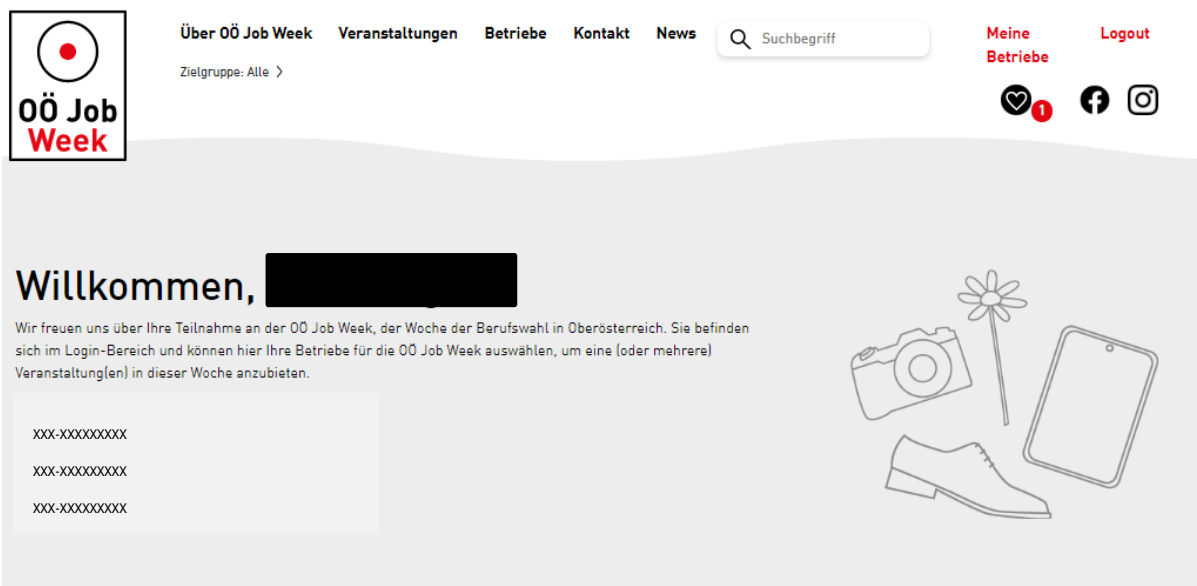 OÖ Job
Week
Über OÖ Job Week Veranstaltungen Betriebe Kontakt News Suchbegriff
Zielgruppe: Alle
Meine
Betriebe
Logout
1
Willkommen,
Wir freuen uns über Ihre Teilnahme an der OÖ Job Week, der Woche der Berufswahl in Oberösterreich. Sie befinden
sich im Login-Bereich und können hier Ihre Betriebe für die OÖ Job Week auswählen, um eine (oder mehrere)
Veranstaltung(en) in dieser Woche anzubieten.
XXX-XXXXXXXXX
XXX-XXXXXXXXX
XXX-XXXXXXXXX